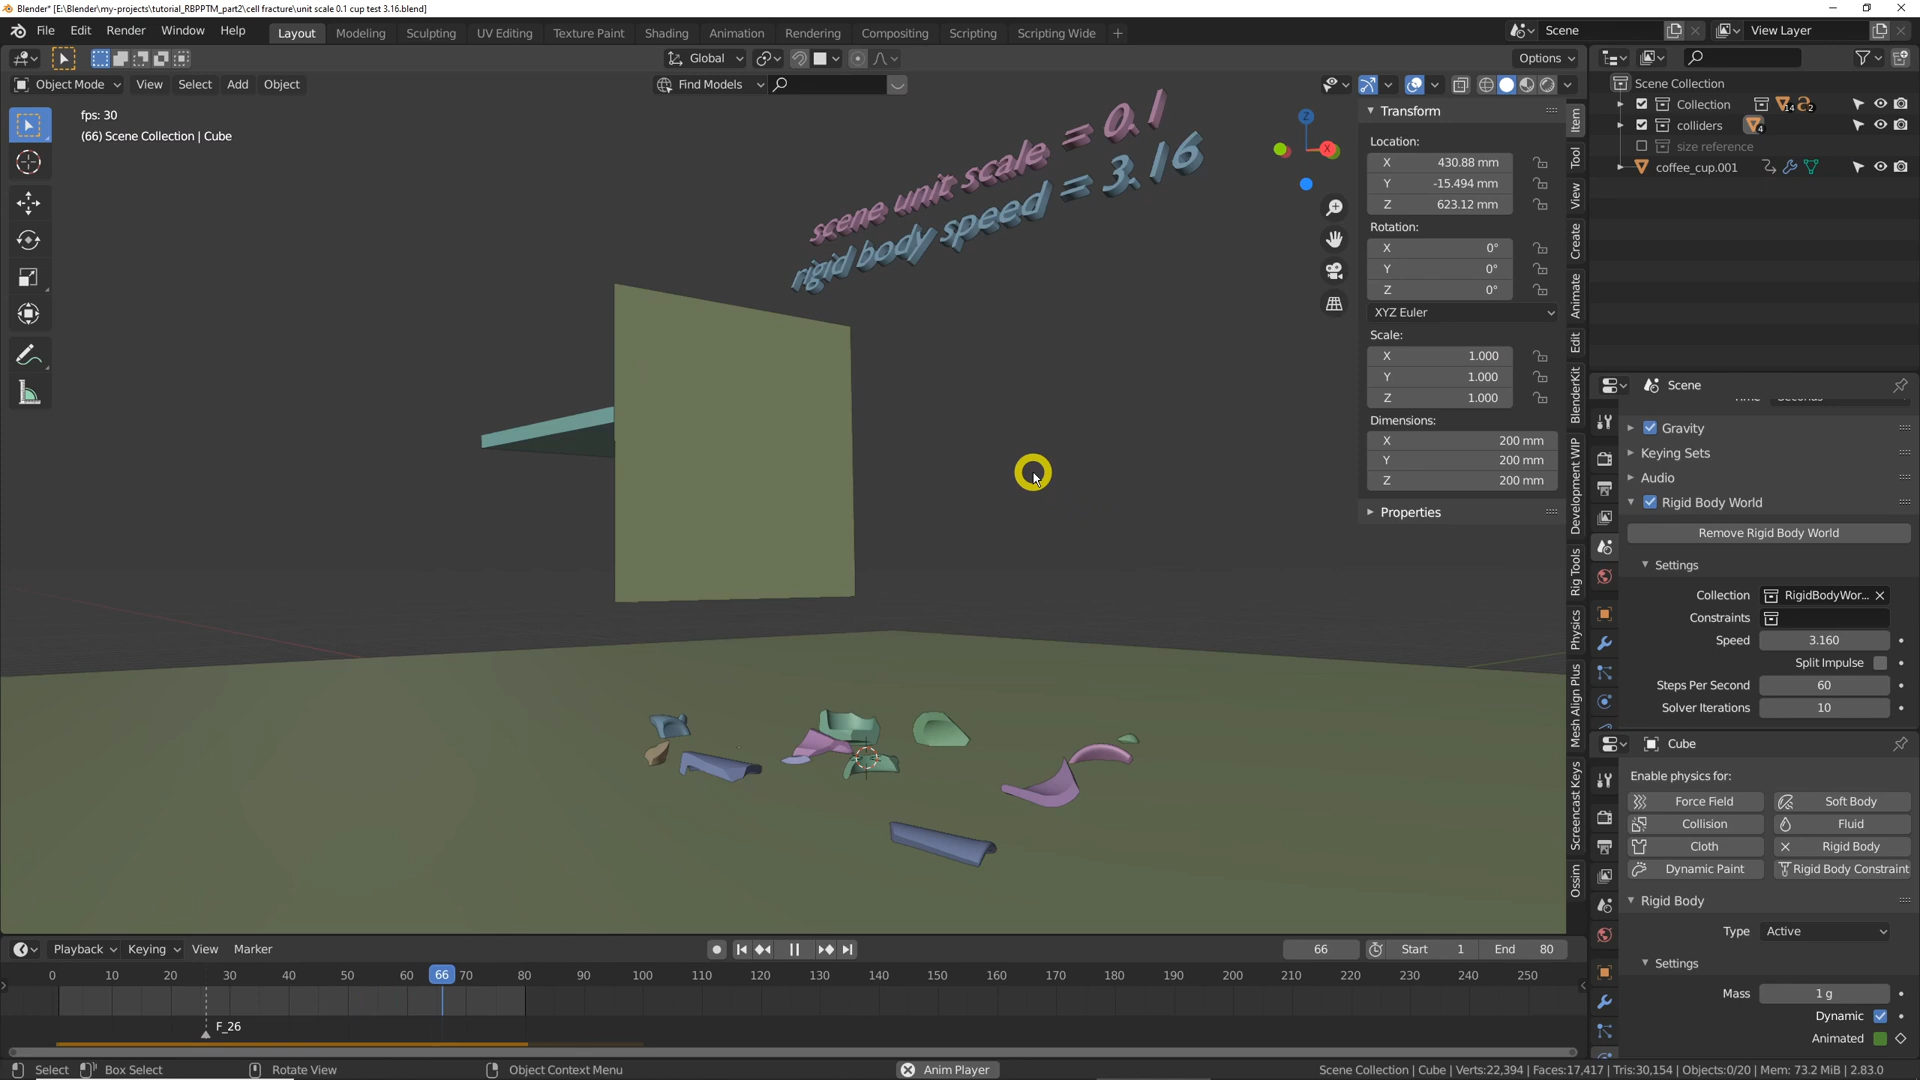 Blender* [E:\Blender\my-projects\tutorial_RBPPTM_part2\cell fracture\unit scale 0.1 cup test 3.16.blend]
File Edit Render Window Help Layout Modeling Sculpting UV Editing Texture Paint Shading Animation Rendering Compositing Scripting Scripting Wide + Scene View Layer
Global Options
Object Mode View Select Add Object Find Models
fps: 30
(66) Scene Collection | Cube
scene unit scale = 0.1
rigid body speed = 3.16
Z
X
Transform
Location:
X 430.88 mm
Y -15.494 mm
Z 623.12 mm
Rotation:
X 0°
Y 0°
Z 0°
XYZ Euler
Scale:
X 1.000
Y 1.000
Z 1.000
Dimensions:
X 200 mm
Y 200 mm
Z 200 mm
Properties
Item
Tool
View
Create
Animate
Edit
BlenderKit
Development WIP
Rig Tools
Physics
Mesh Align Plus
Screencast Keys
Ossim
Scene Collection
Collection 14 2
colliders 4
size reference
coffee_cup.001
Scene
Gravity
Keying Sets
Audio
Rigid Body World
Remove Rigid Body World
Settings
Collection RigidBodyWor...
Constraints
Speed 3.160
Split Impulse
Steps Per Second 60
Solver Iterations 10
Cube
Enable physics for:
Force Field Soft Body
Collision Fluid
Cloth Rigid Body
Dynamic Paint Rigid Body Constraint
Rigid Body
Type Active
Settings
Mass 1 g
Dynamic
Animated
Playback Keying View Marker 66 Start 1 End 80
0 10 20 30 40 50 60 66 70 80 90 100 110 120 130 140 150 160 170 180 190 200 210 220 230 240 250
F_26
Select Box Select Rotate View Object Context Menu Anim Player Scene Collection | Cube | Verts:22,394 | Faces:17,417 | Tris:30,154 | Objects:0/20 | Mem: 73.2 MiB | 2.83.0